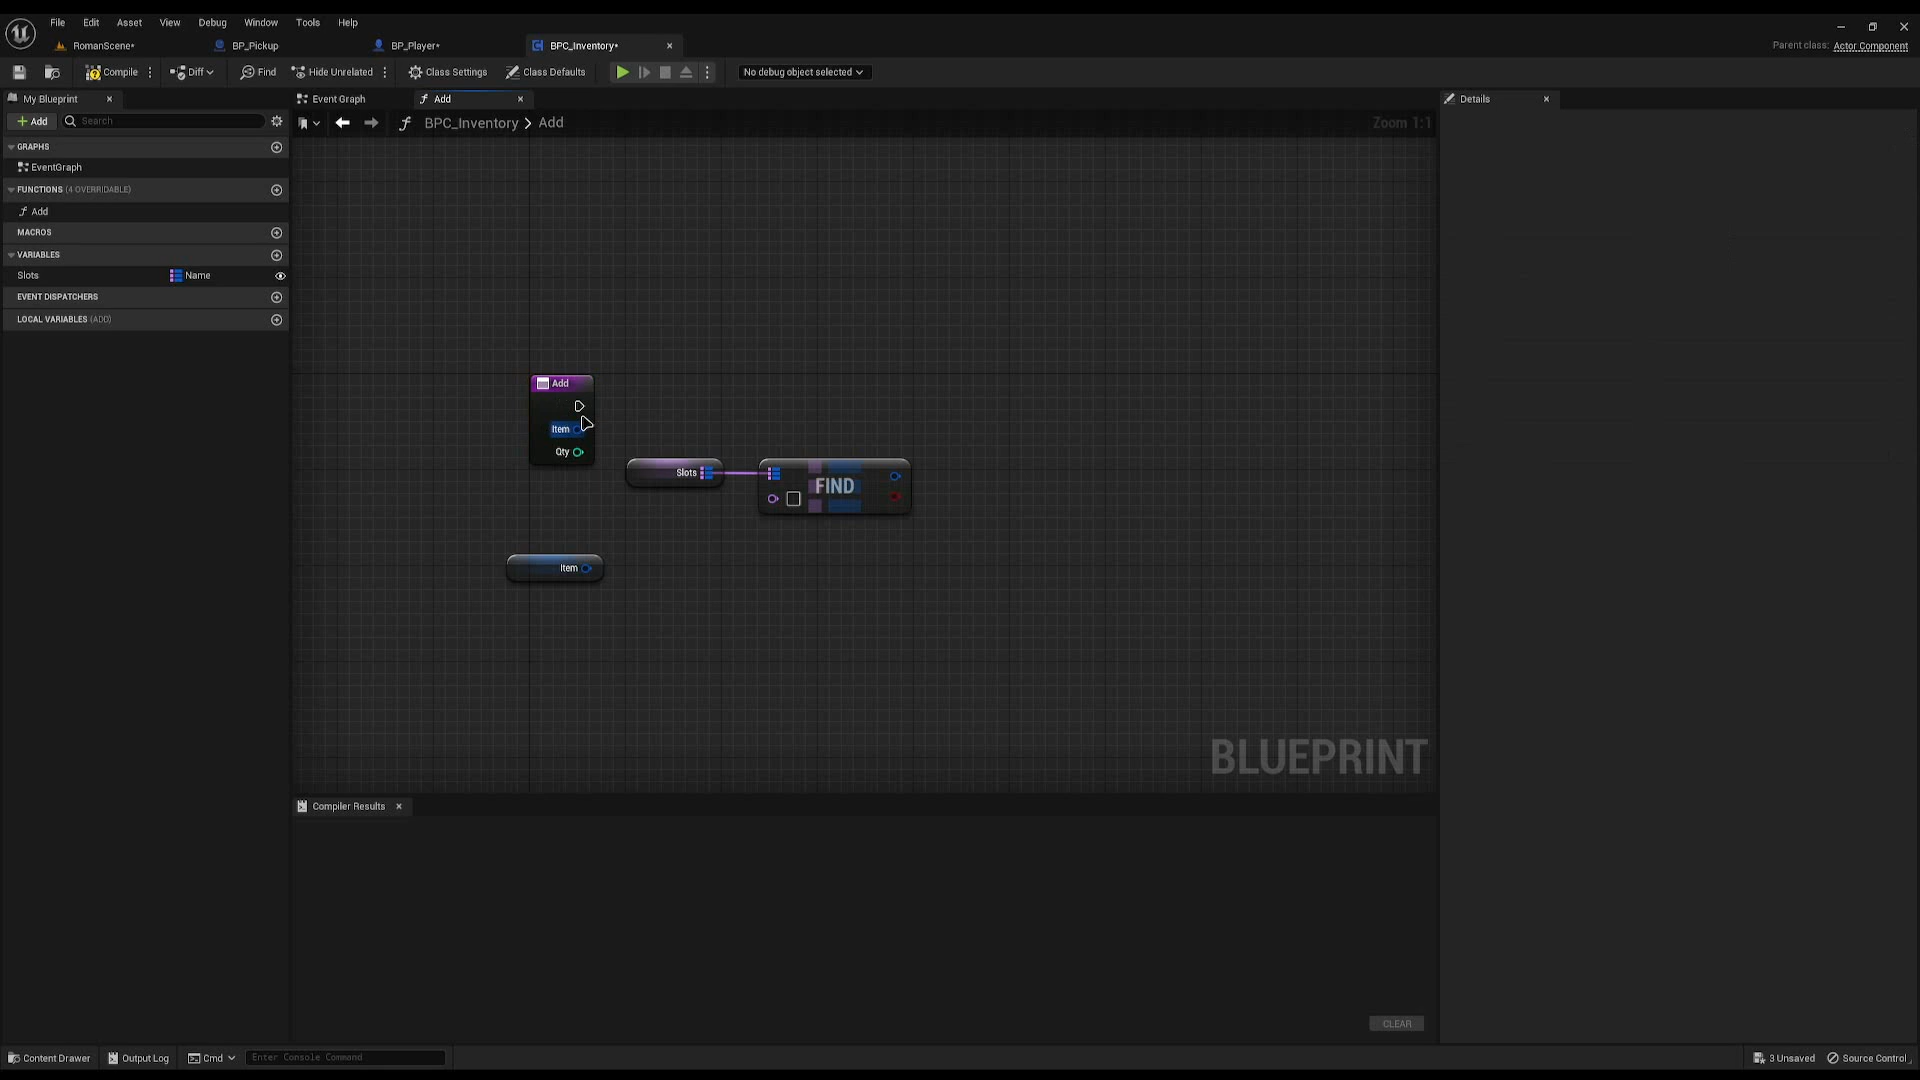 File Edit Asset View Debug Window Tools Help
RomanScene* BP_Pickup BP_Player* BPC_Inventory*
Parent class: Actor Component
Compile Diff Find Hide Unrelated Class Settings Class Defaults No debug object selected
My Blueprint Event Graph Add Details
Add Search BPC_Inventory > Add Zoom 1:1
GRAPHS
EventGraph
FUNCTIONS (4 OVERRIDABLE)
Add
MACROS
VARIABLES
Slots Name
EVENT DISPATCHERS
LOCAL VARIABLES (ADD)
Add
Item
Qty
Slots
FIND
Item
BLUEPRINT
Compiler Results
CLEAR
Content Drawer Output Log Cmd Enter Console Command 3 Unsaved Source Control